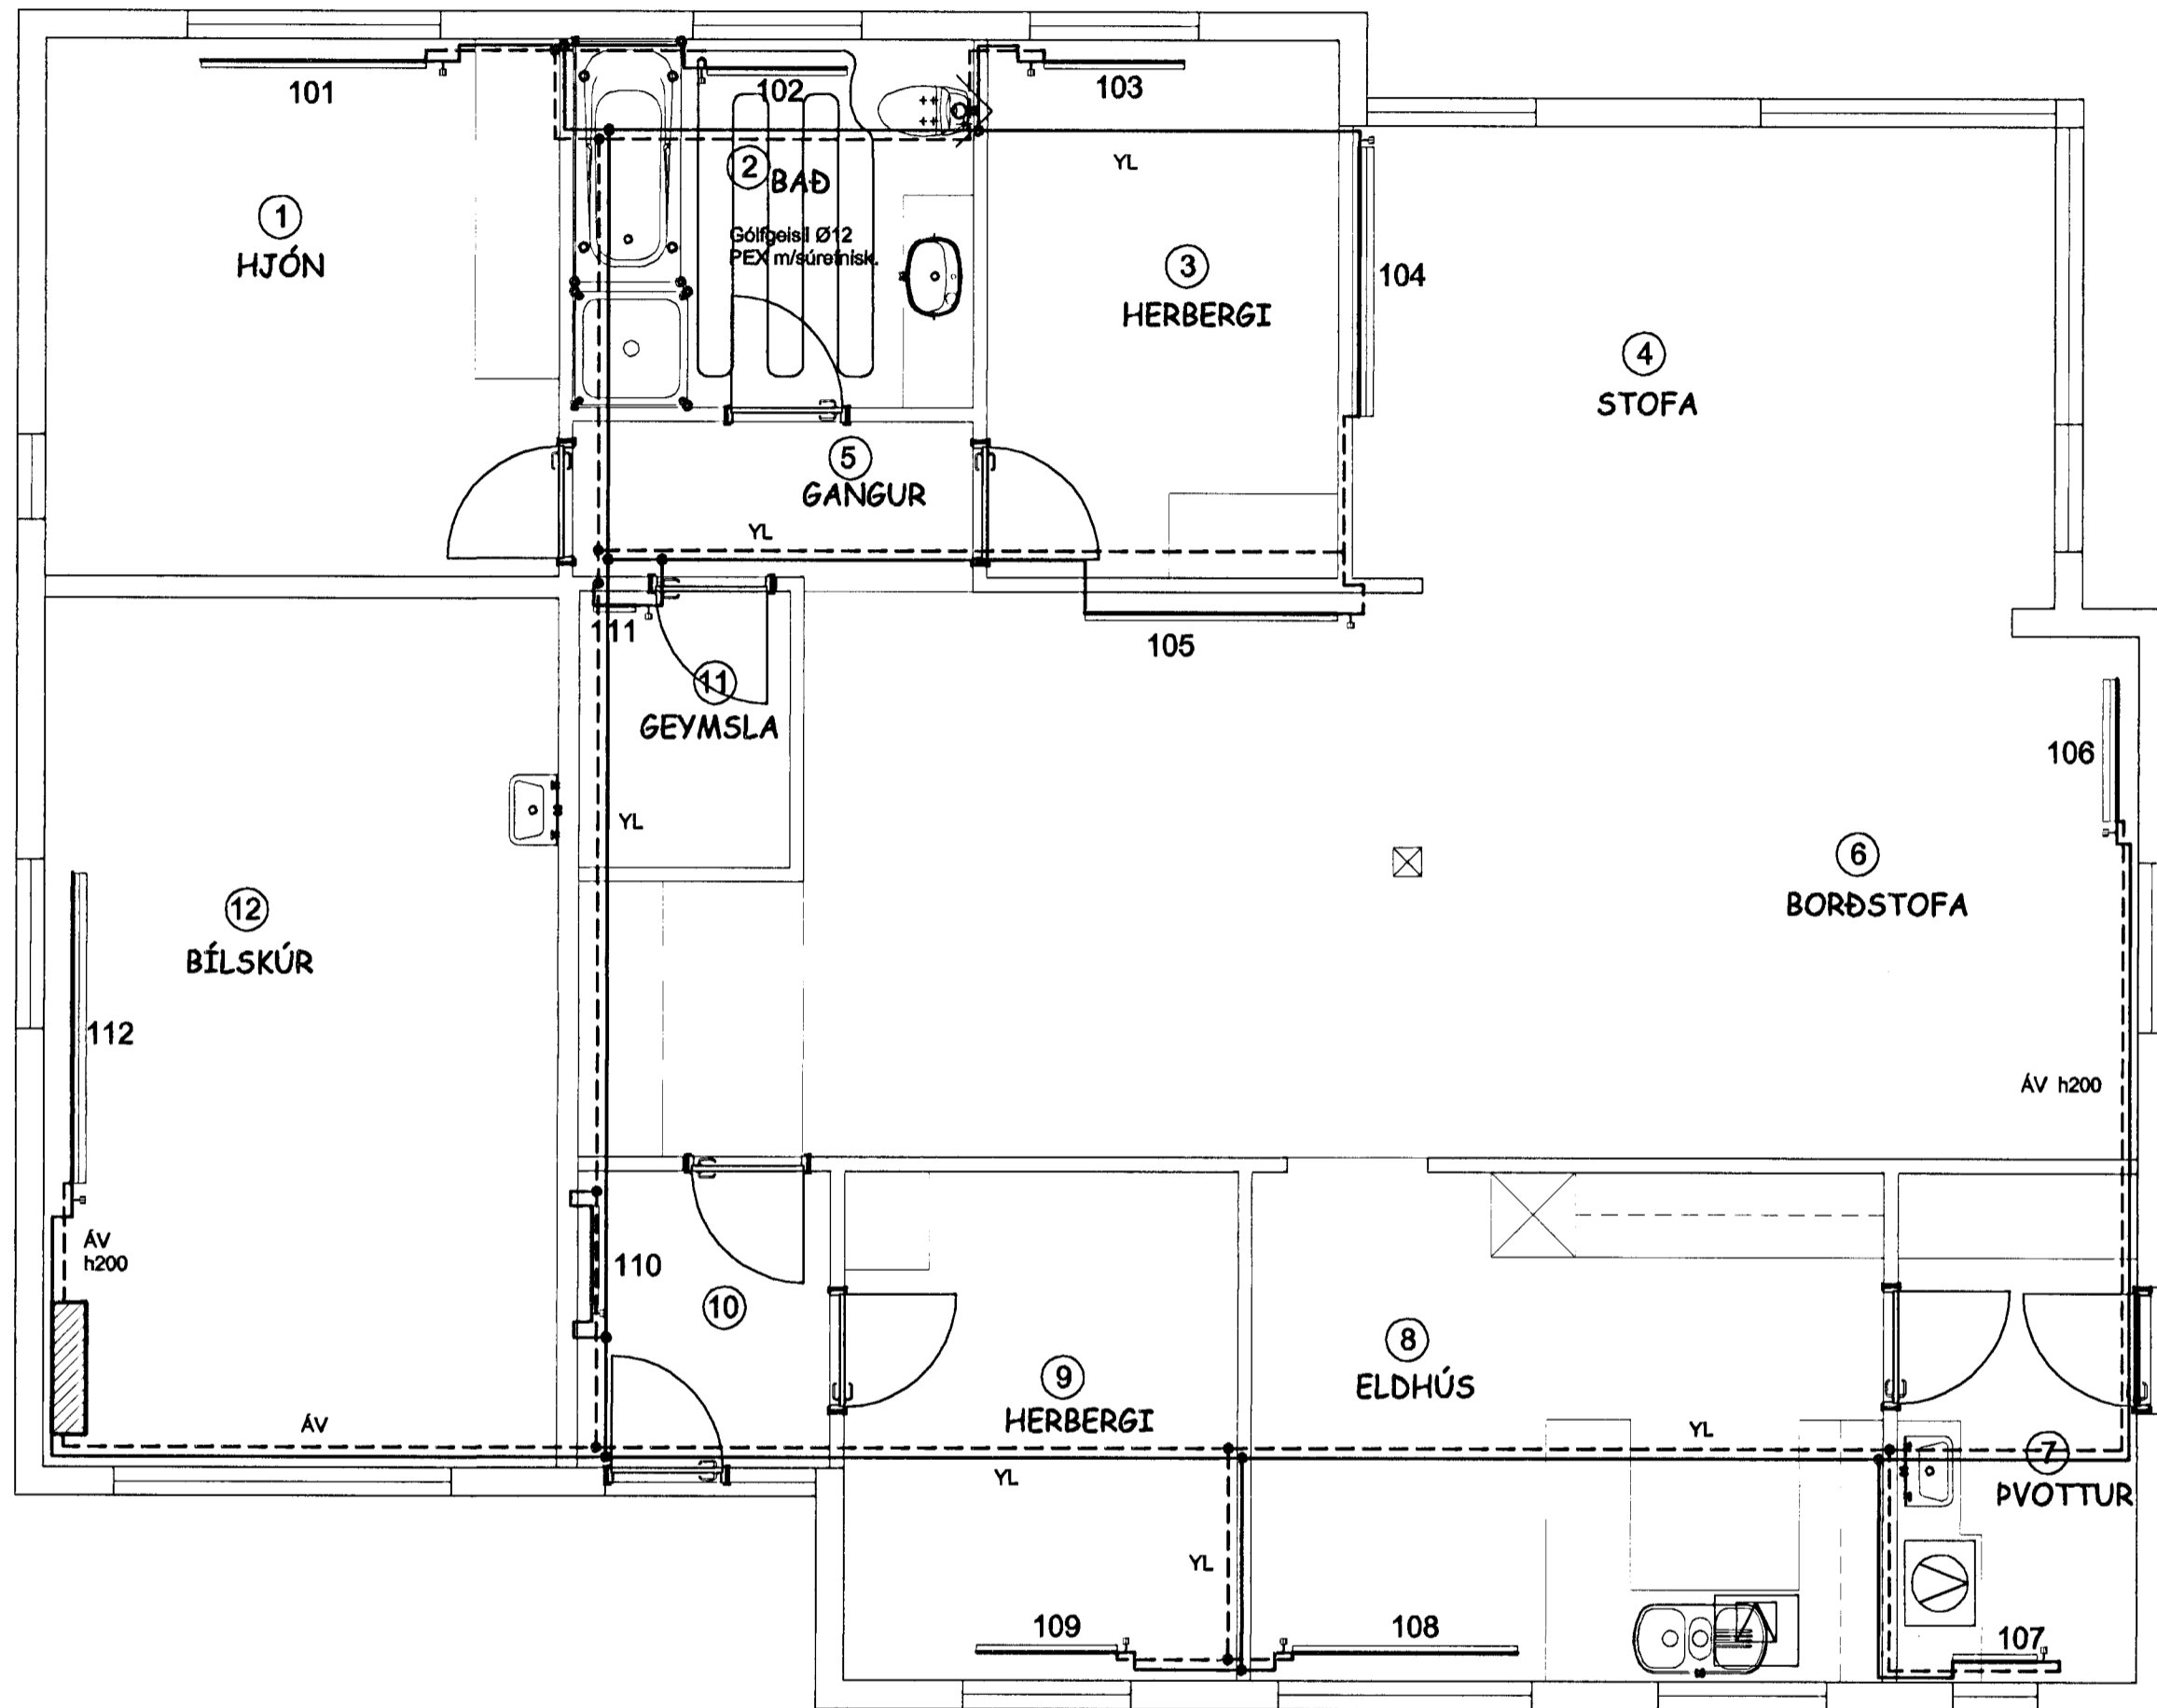 101
102
103
YL
2
BAÐ
1
HJÓN
Gólfgeisli Ø12
PEX m/súrefnisk.
3
HERBERGI
104
4
STOFA
5
GANGUR
YL
111
105
11
GEYMSLA
106
YL
6
BORÐSTOFA
12
BÍLSKÚR
112
ÁV h200
ÁV
h200
110
10
8
ELDHÚS
9
HERBERGI
ÁV
YL
YL
7
ÞVOTTUR
YL
109
108
107